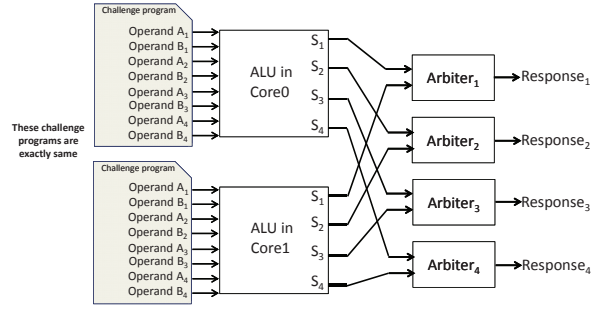 Challenge program
Operand A₁
Operand B₁
Operand A₂
Operand B₂
Operand A₃
Operand B₃
Operand A₄
Operand B₄
ALU in
Core0
S₁
S₂
S₃
S₄
These challenge
programs are
exactly same
Challenge program
Operand A₁
Operand B₁
Operand A₂
Operand B₂
Operand A₃
Operand B₃
Operand A₄
Operand B₄
ALU in
Core1
S₁
S₂
S₃
S₄
Arbiter₁
Response₁
Arbiter₂
Response₂
Arbiter₃
Response₃
Arbiter₄
Response₄